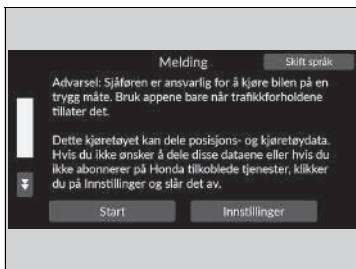 Melding
Skift språk
Advarsel: Sjåføren er ansvarlig for å kjøre bilen på en
trygg måte. Bruk appene bare når trafikkforholdene
tillater det.
Dette kjøretøyet kan dele posisjons- og kjøretøydata.
Hvis du ikke ønsker å dele disse dataene eller hvis du
ikke abonnerer på Honda tilkoblede tjenester, klikker
du på Innstillinger og slår det av.
Start
Innstillinger